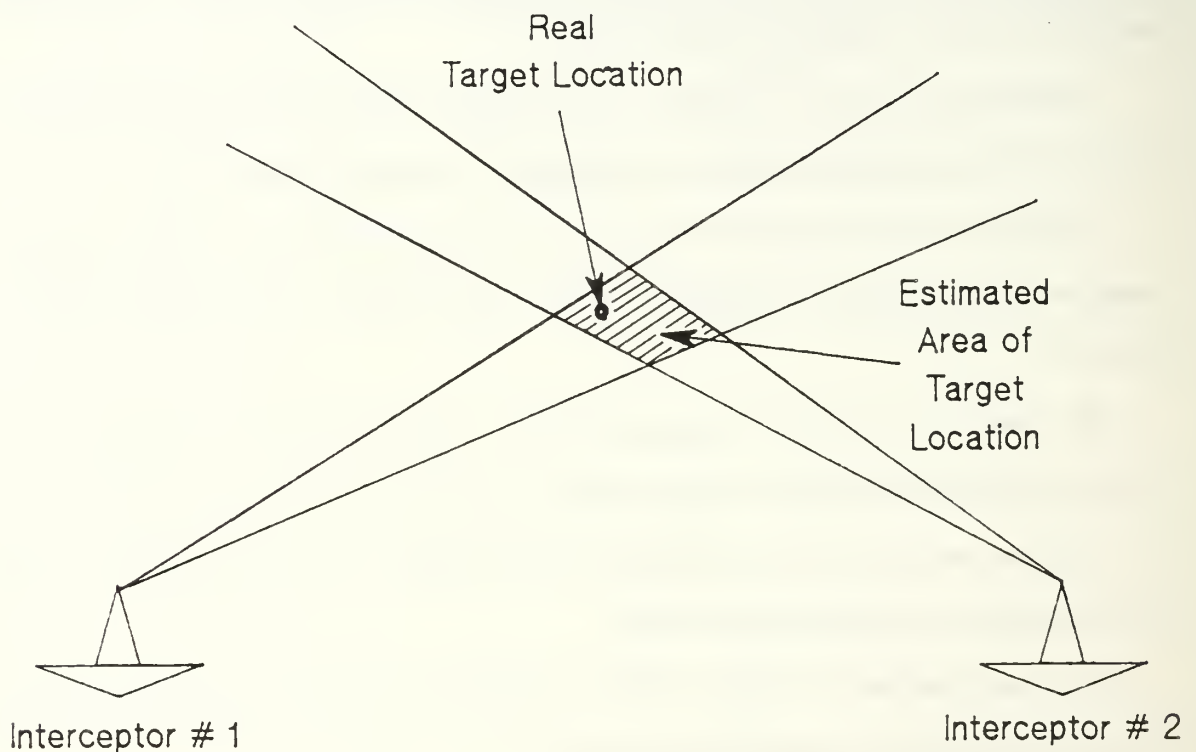 Real
Target Location
Estimated
Area of
Target
Location
Interceptor # 1
Interceptor # 2